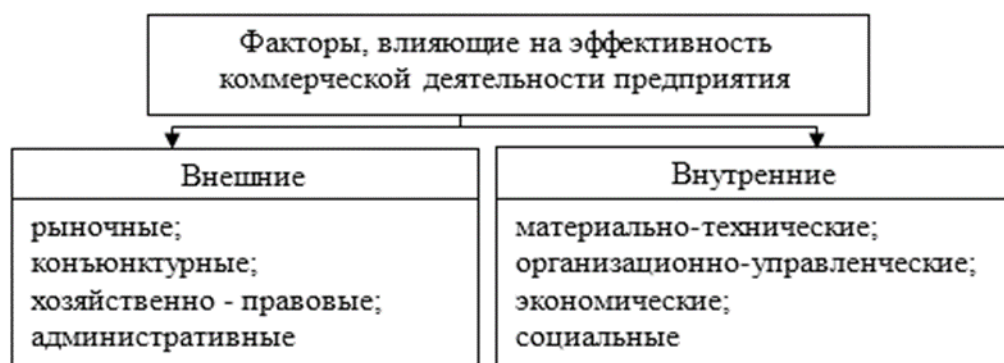 Факторы, влияющие на эффективность
коммерческой деятельности предприятия
Внешние
рыночные;
конъюнктурные;
хозяйственно - правовые;
административные
Внутренние
материально-технические;
организационно-управленческие;
экономические;
социальные